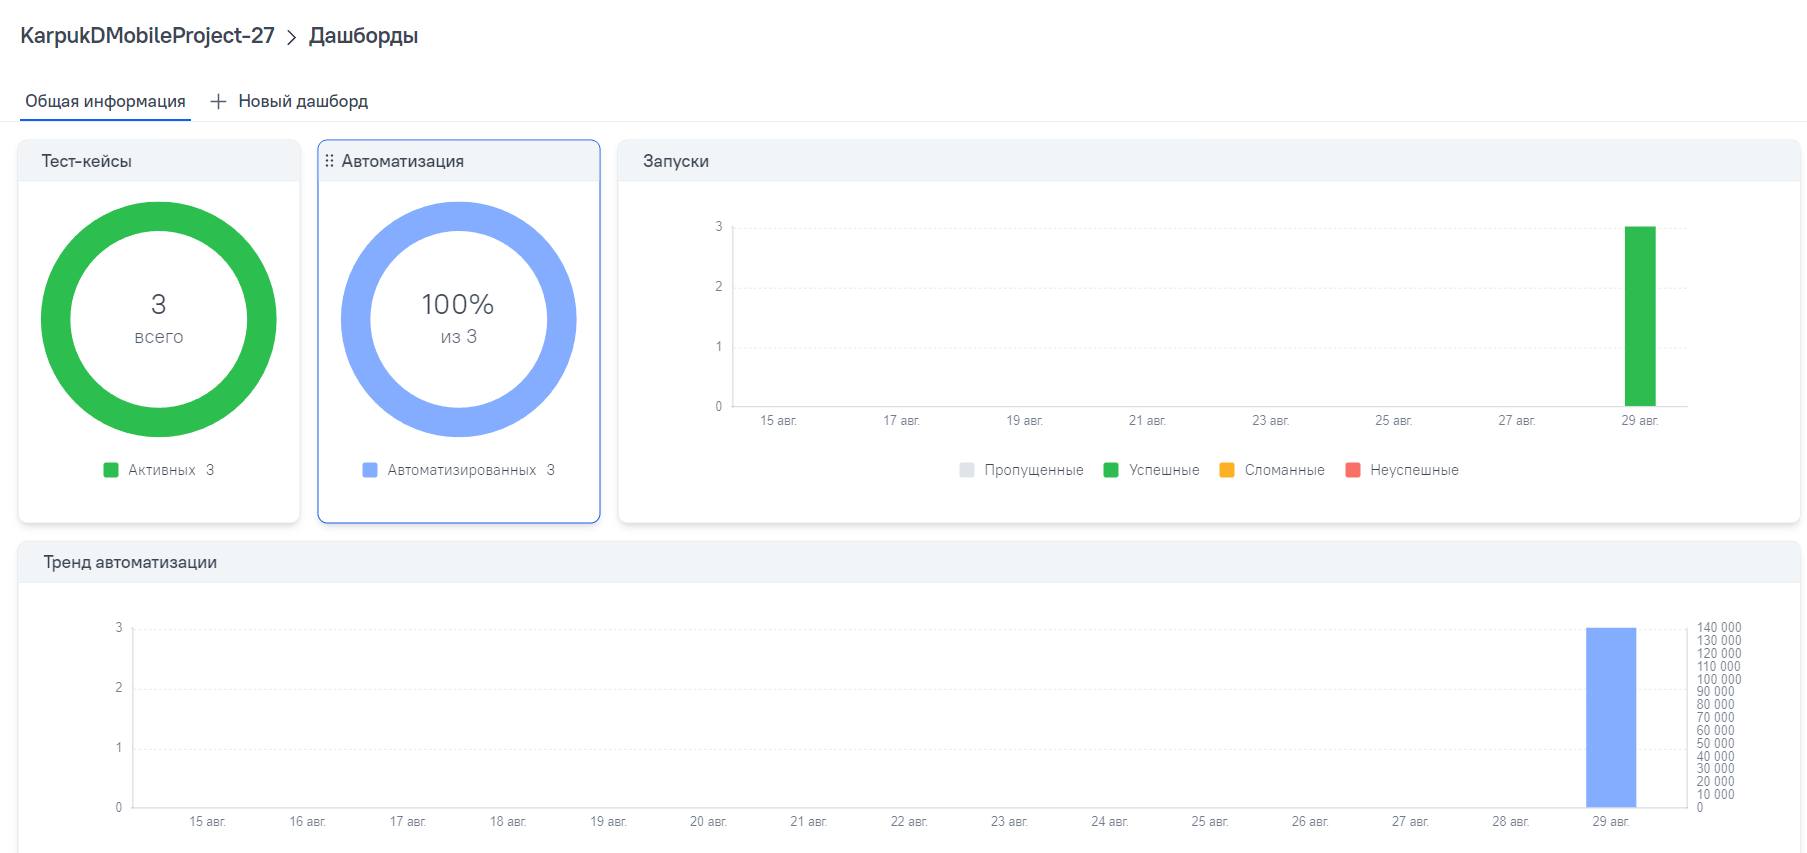 KarpukDMobileProject-27 > Дашборды
Общая информация + Новый дашборд
Тест-кейсы
3
всего
Активных 3
Автоматизация
100%
из 3
Автоматизированных 3
Запуски
3
2
1
0
15 авг. 17 авг. 19 авг. 21 авг. 23 авг. 25 авг. 27 авг. 29 авг.
Пропущенные Успешные Сломанные Неуспешные
Тренд автоматизации
3
2
1
0
140 000
130 000
120 000
110 000
100 000
90 000
80 000
70 000
60 000
50 000
40 000
30 000
20 000
10 000
0
15 авг. 16 авг. 17 авг. 18 авг. 19 авг. 20 авг. 21 авг. 22 авг. 23 авг. 24 авг. 25 авг. 26 авг. 27 авг. 28 авг. 29 авг.